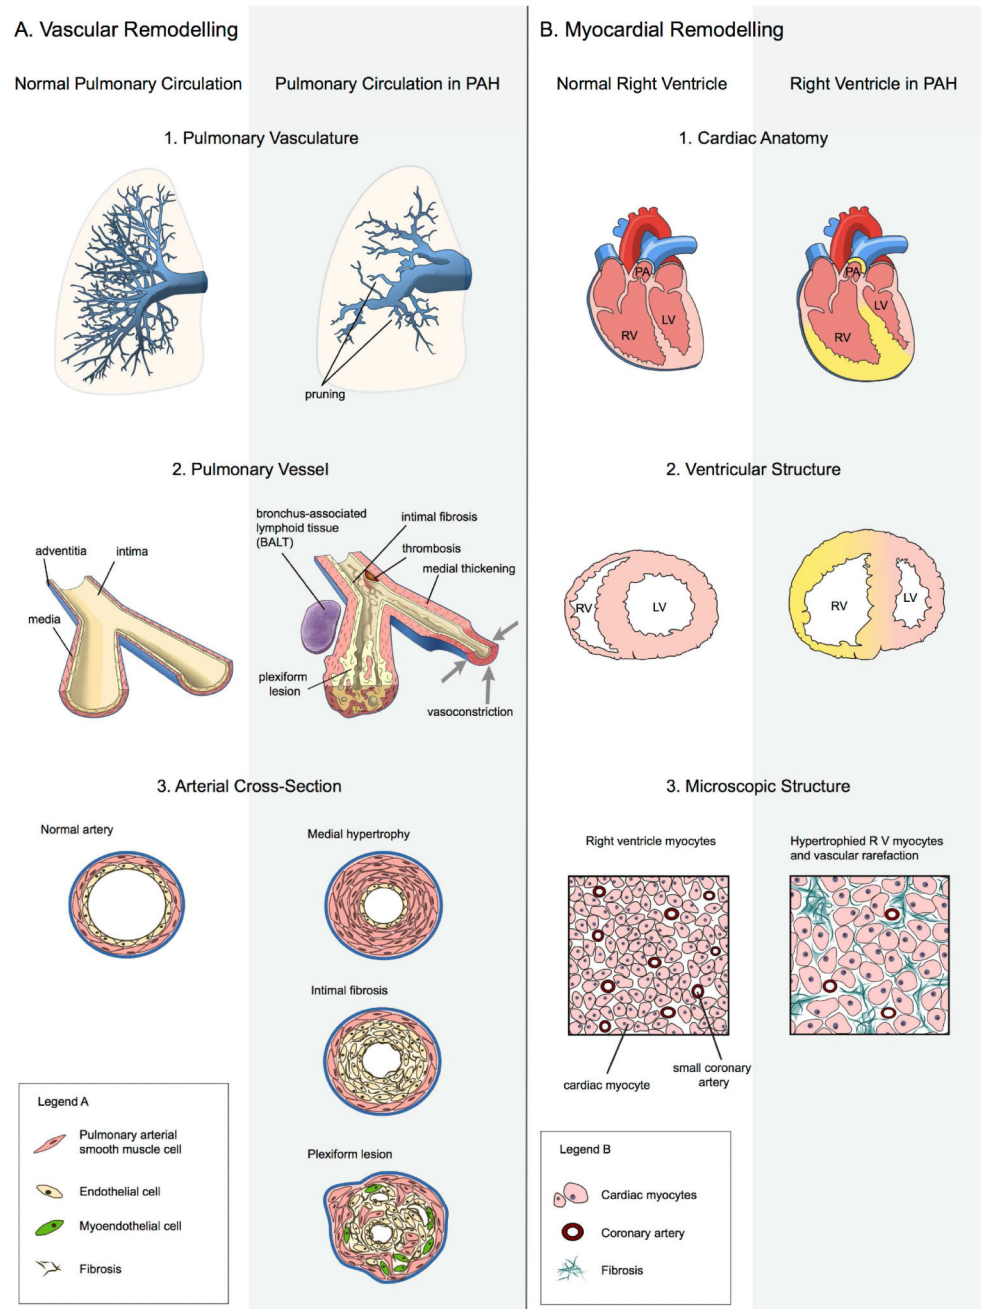 A. Vascular Remodelling
Normal Pulmonary Circulation
Pulmonary Circulation in PAH
1. Pulmonary Vasculature
pruning
2. Pulmonary Vessel
adventitia
intima
media
bronchus-associated
lymphoid tissue
(BALT)
intimal fibrosis
thrombosis
medial thickening
plexiform
lesion
vasoconstriction
3. Arterial Cross-Section
Normal artery
Medial hypertrophy
Intimal fibrosis
Plexiform lesion
Legend A
Pulmonary arterial
smooth muscle cell
Endothelial cell
Myoendothelial cell
Fibrosis
B. Myocardial Remodelling
Normal Right Ventricle
Right Ventricle in PAH
1. Cardiac Anatomy
PA
LV
RV
PA
LV
RV
2. Ventricular Structure
RV
LV
RV
LV
3. Microscopic Structure
Right ventricle myocytes
Hypertrophied R V myocytes
and vascular rarefaction
cardiac myocyte
small coronary
artery
Legend B
Cardiac myocytes
Coronary artery
Fibrosis